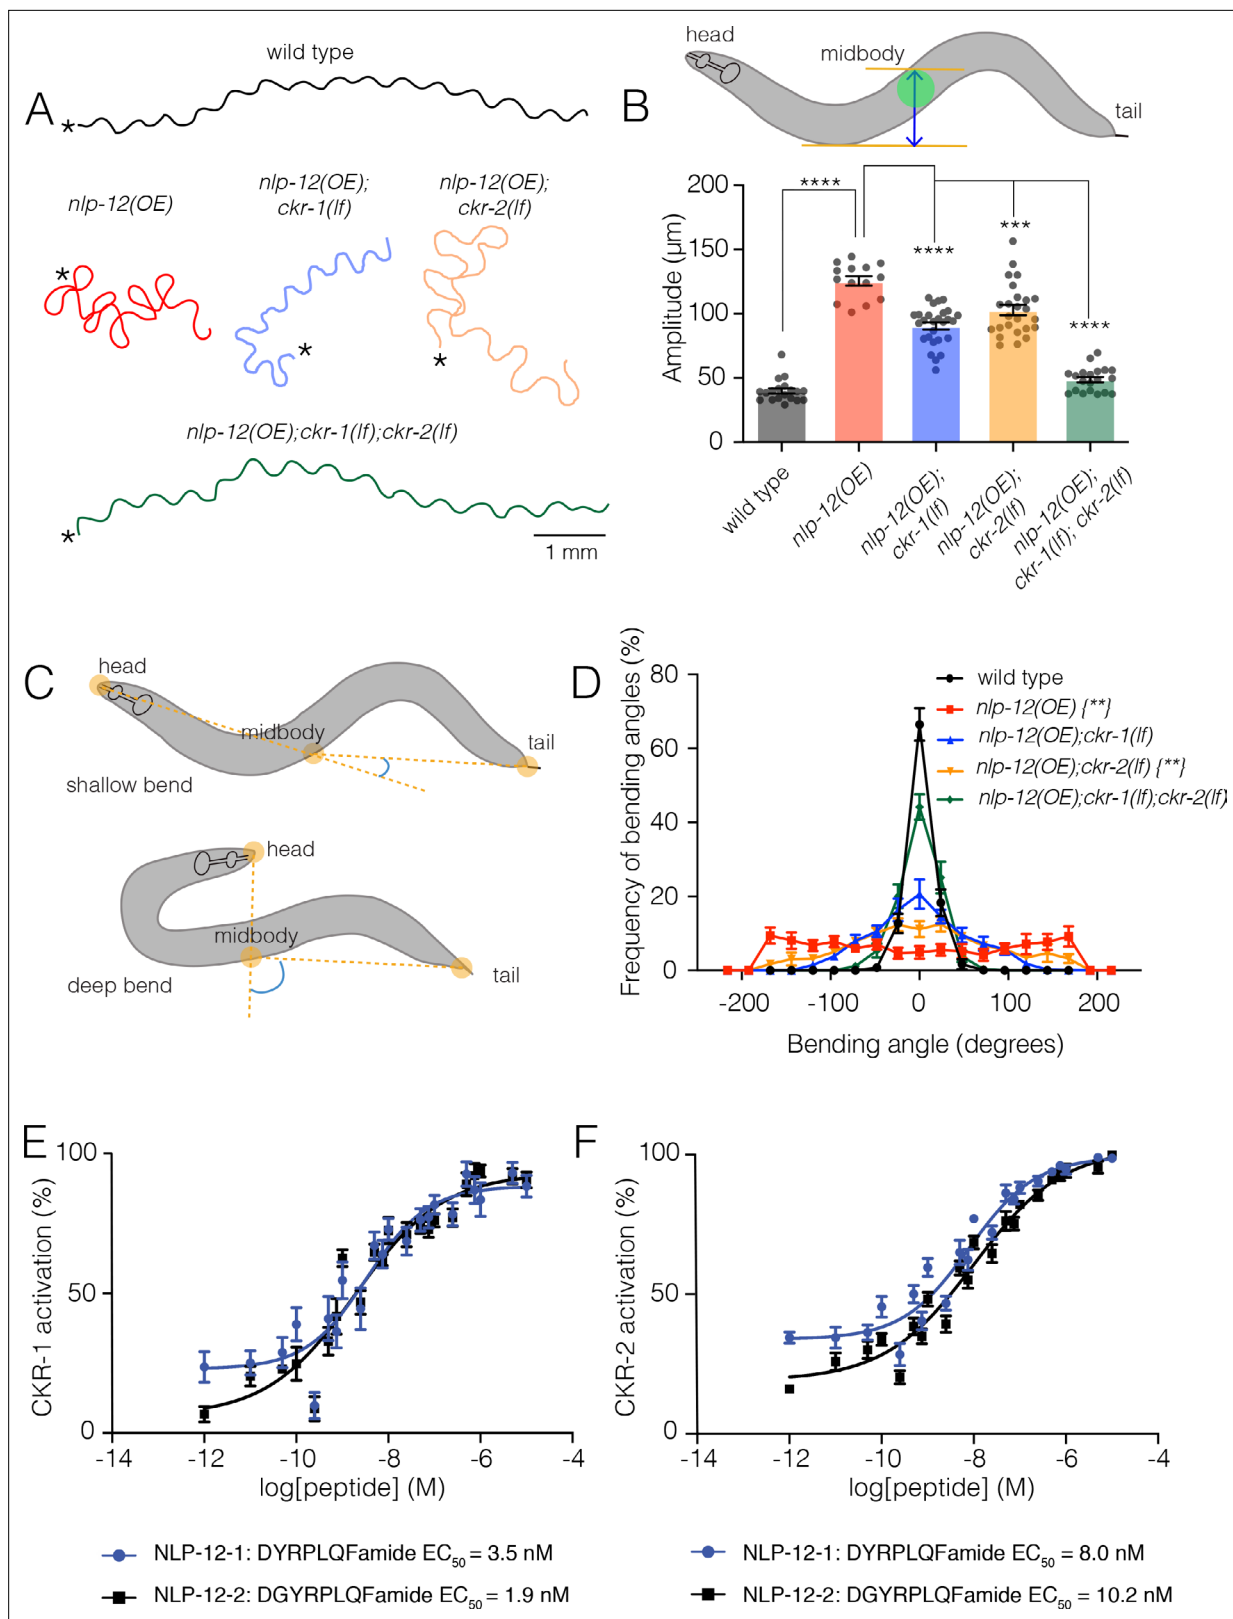 A
wild type
*
nlp-12(OE)
nlp-12(OE);
ckr-1(lf)
nlp-12(OE);
ckr-2(lf)
*
*
*
nlp-12(OE);ckr-1(lf);ckr-2(lf)
*
1 mm
B
head
midbody
tail
Amplitude (µm)
200
150
100
50
0
****
****
***
****
wild type
nlp-12(OE)
nlp-12(OE);
ckr-1(lf)
nlp-12(OE);
ckr-2(lf)
nlp-12(OE);
ckr-1(lf); ckr-2(lf)
C
head
midbody
tail
shallow bend
head
midbody
tail
deep bend
D
Frequency of bending angles (%)
80
60
40
20
0
-200
-100
0
100
200
Bending angle (degrees)
wild type
nlp-12(OE) {**}
nlp-12(OE);ckr-1(lf)
nlp-12(OE);ckr-2(lf) {**}
nlp-12(OE);ckr-1(lf);ckr-2(lf)
E
CKR-1 activation (%)
100
50
0
-14
-12
-10
-8
-6
-4
log[peptide] (M)
NLP-12-1: DYRPLQFamide EC50 = 3.5 nM
NLP-12-2: DGYRPLQFamide EC50 = 1.9 nM
F
CKR-2 activation (%)
100
50
0
-14
-12
-10
-8
-6
-4
log[peptide] (M)
NLP-12-1: DYRPLQFamide EC50 = 8.0 nM
NLP-12-2: DGYRPLQFamide EC50 = 10.2 nM